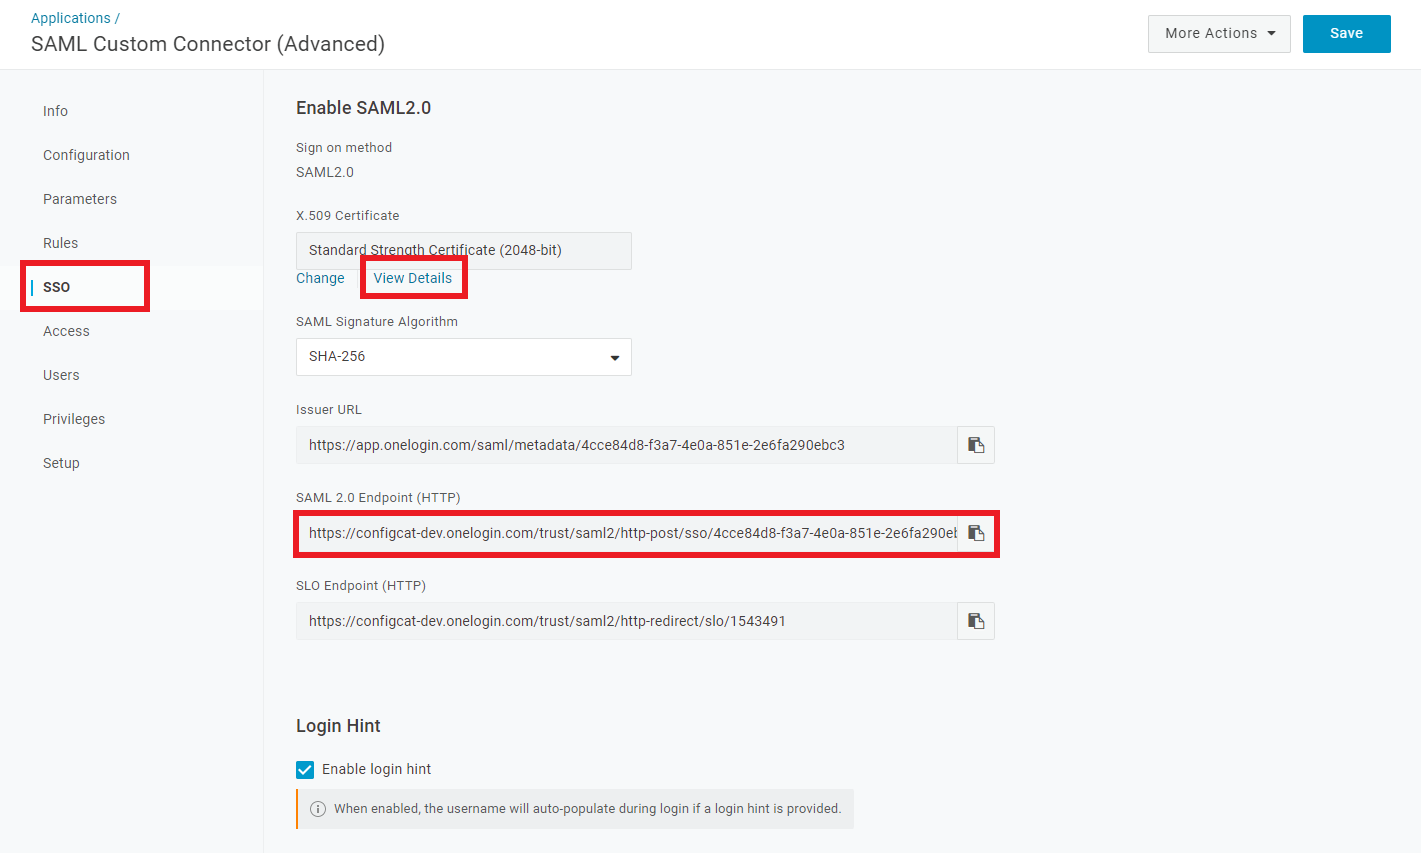 Applications /
SAML Custom Connector (Advanced)
More Actions
Save
Info
Configuration
Parameters
Rules
SSO
Access
Users
Privileges
Setup
Enable SAML2.0
Sign on method
SAML2.0
X.509 Certificate
Standard Strength Certificate (2048-bit)
Change
View Details
SAML Signature Algorithm
SHA-256
Issuer URL
https://app.onelogin.com/saml/metadata/4cce84d8-f3a7-4e0a-851e-2e6fa290ebc3
SAML 2.0 Endpoint (HTTP)
https://configcat-dev.onelogin.com/trust/saml2/http-post/sso/4cce84d8-f3a7-4e0a-851e-2e6fa290eb
SLO Endpoint (HTTP)
https://configcat-dev.onelogin.com/trust/saml2/http-redirect/slo/1543491
Login Hint
Enable login hint
When enabled, the username will auto-populate during login if a login hint is provided.